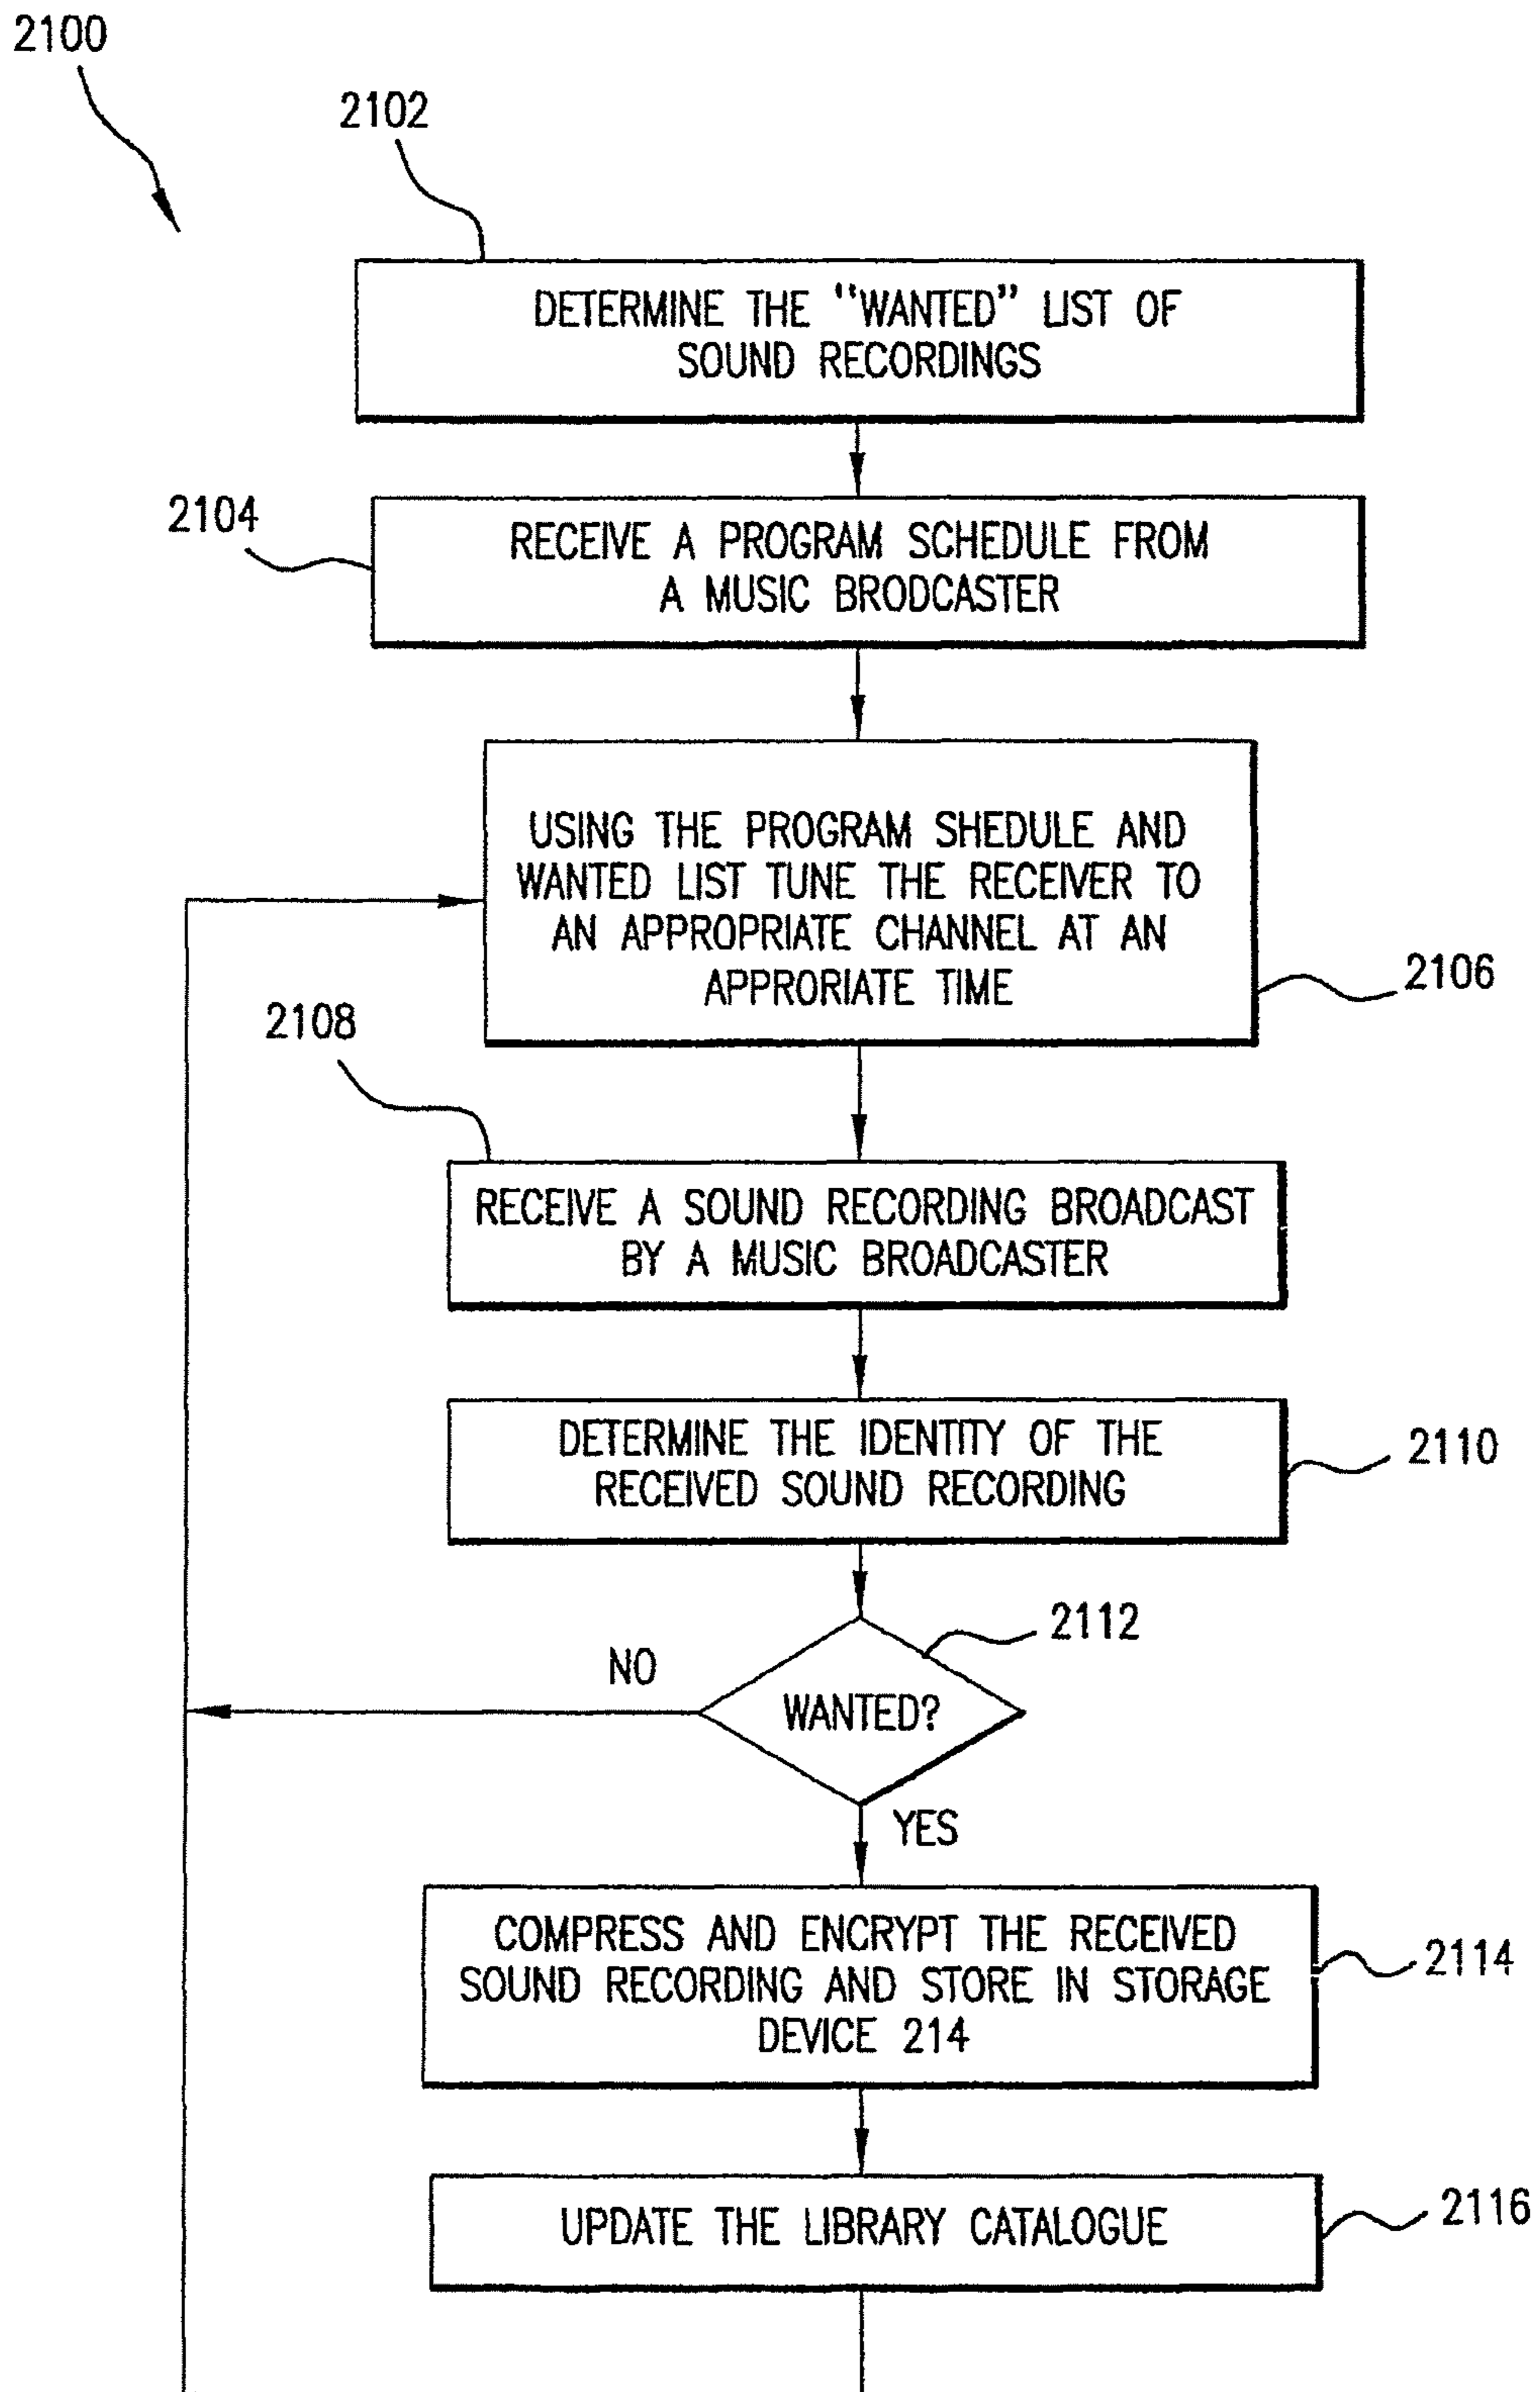 2100
2102
DETERMINE THE "WANTED" LIST OF
SOUND RECORDINGS
2104
RECEIVE A PROGRAM SCHEDULE FROM
A MUSIC BRODCASTER
USING THE PROGRAM SHEDULE AND
WANTED LIST TUNE THE RECEIVER TO
AN APPROPRIATE CHANNEL AT AN
APPRORIATE TIME
2106
2108
RECEIVE A SOUND RECORDING BROADCAST
BY A MUSIC BROADCASTER
DETERMINE THE IDENTITY OF THE
RECEIVED SOUND RECORDING
2110
2112
NO
WANTED?
YES
COMPRESS AND ENCRYPT THE RECEIVED
SOUND RECORDING AND STORE IN STORAGE
DEVICE 214
2114
UPDATE THE LIBRARY CATALOGUE
2116